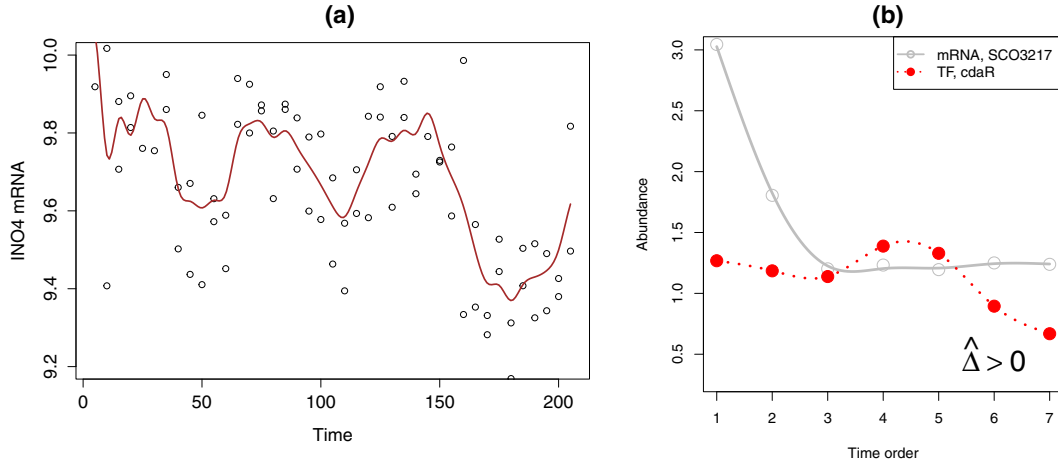 (a)
INO4 mRNA
10.0
9.8
9.6
9.4
9.2
0
50
100
150
200
Time
(b)
mRNA, SCO3217
TF, cdaR
Abundance
3.0
2.5
2.0
1.5
1.0
0.5
Δ̂ > 0
1
2
3
4
5
6
7
Time order